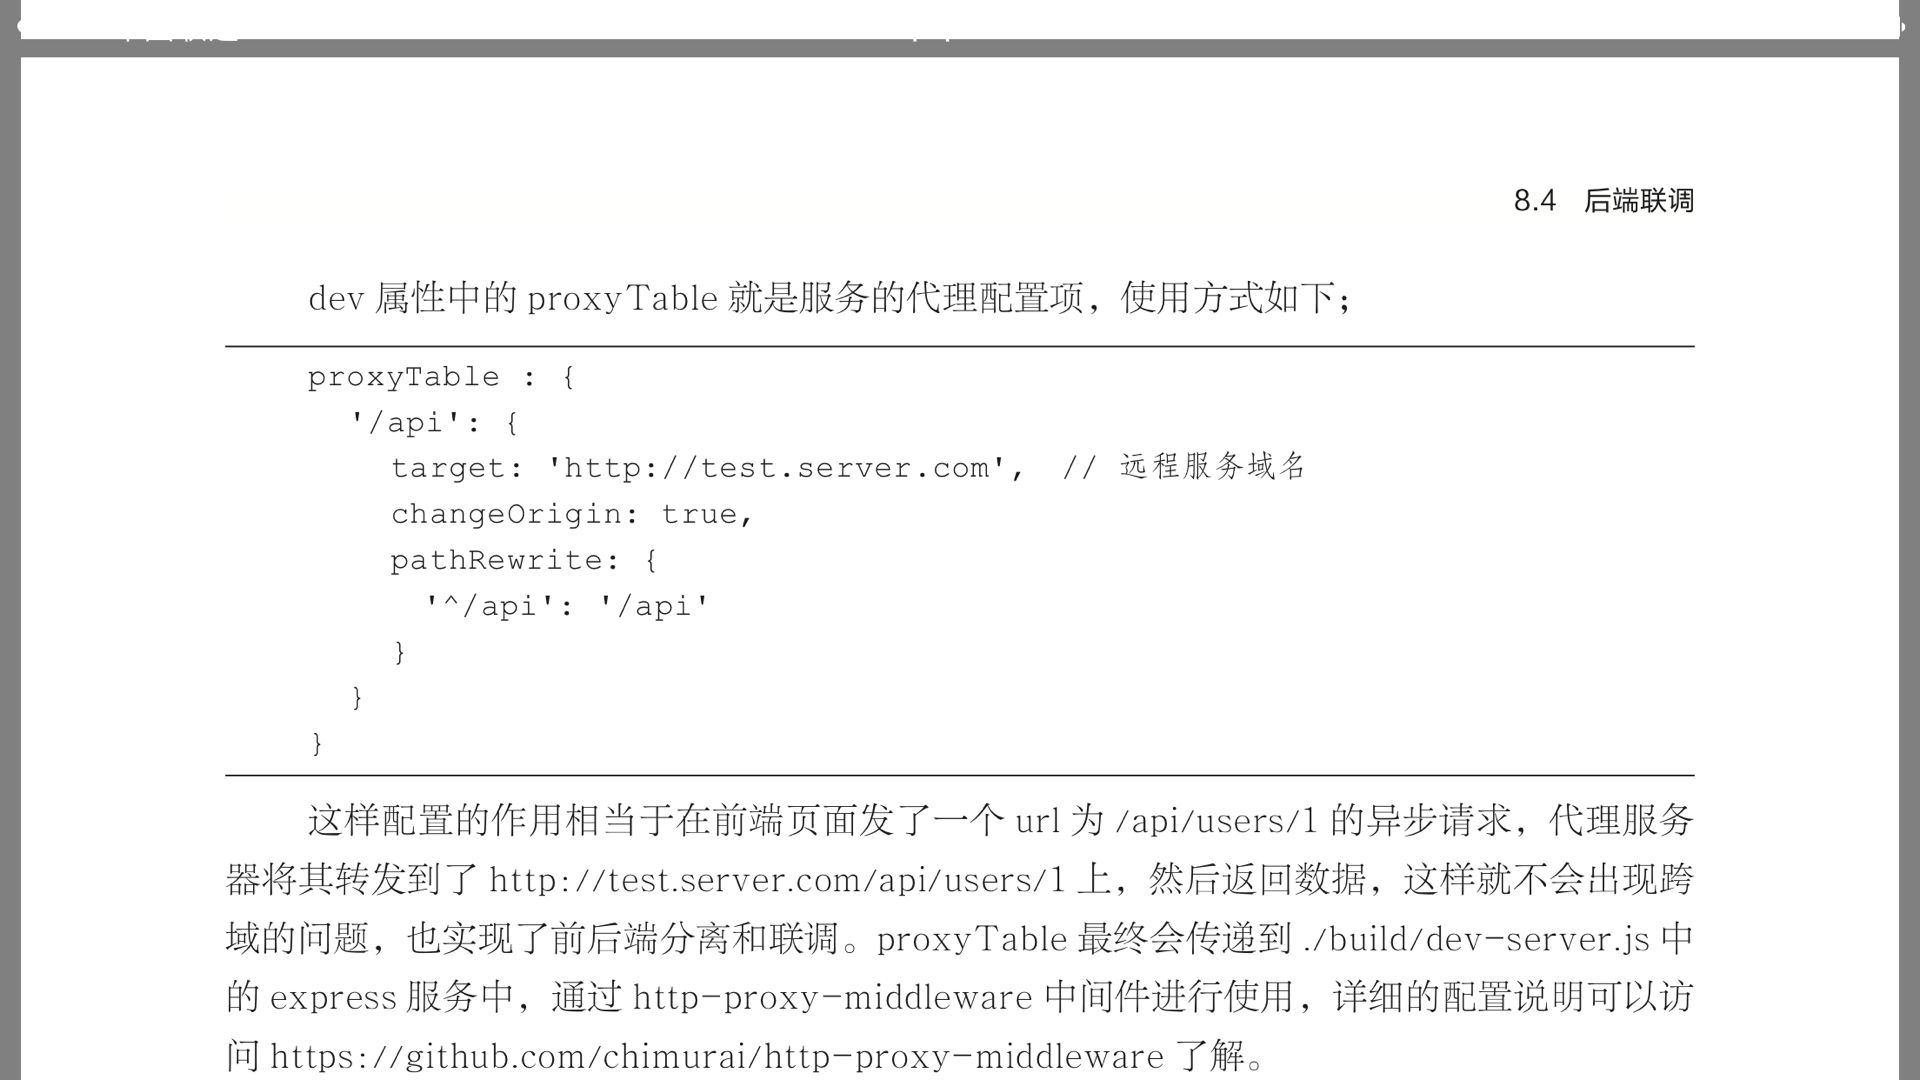 8.4 后端联调
dev 属性中的 proxyTable 就是服务的代理配置项，使用方式如下；
proxyTable : {
  '/api': {
    target: 'http://test.server.com',  // 远程服务域名
    changeOrigin: true,
    pathRewrite: {
      '^/api': '/api'
    }
  }
}
这样配置的作用相当于在前端页面发了一个 url 为 /api/users/1 的异步请求，代理服务
器将其转发到了 http://test.server.com/api/users/1 上，然后返回数据，这样就不会出现跨
域的问题，也实现了前后端分离和联调。proxyTable 最终会传递到 ./build/dev-server.js 中
的 express 服务中，通过 http-proxy-middleware 中间件进行使用，详细的配置说明可以访
问 https://github.com/chimurai/http-proxy-middleware 了解。